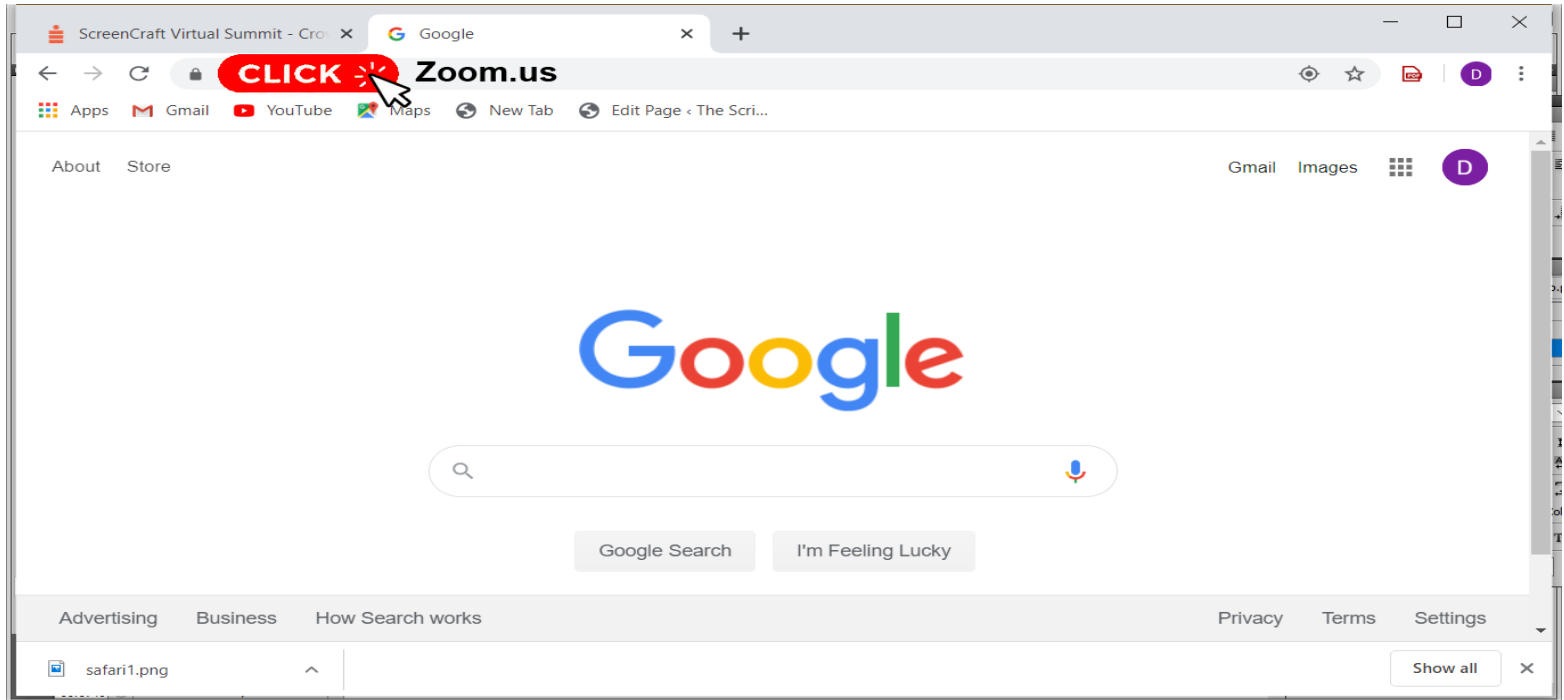 ScreenCraft Virtual Summit - Cro
Google
CLICK Zoom.us
D
Apps Gmail YouTube Maps New Tab Edit Page ‹ The Scri...
About Store
Gmail Images
D
Google
Google Search I'm Feeling Lucky
Advertising Business How Search works
Privacy Terms Settings
safari1.png
Show all